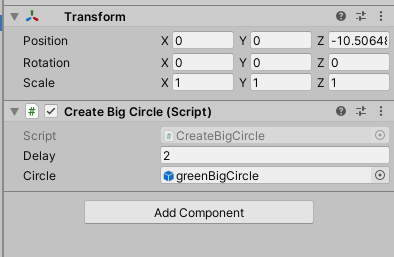 Transform
Position X 0 Y 0 Z -10.50648
Rotation X 0 Y 0 Z 0
Scale X 1 Y 1 Z 1
# Create Big Circle (Script)
Script # CreateBigCircle
Delay 2
Circle greenBigCircle
Add Component